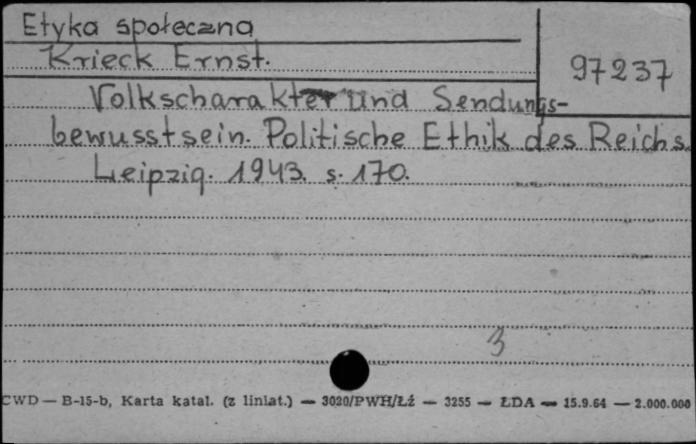 Etyka społeczna
Krieck Ernst.
97237
Volkscharakter und Sendungs-
bewusstsein. Politische Ethik des Reichs.
Leipzig. 1943. s. 170.
3
CWD — B-15-b, Karta katal. (z liniat.) — 3020/PWH/Łź — 3255 — ŁDA — 15.9.64 — 2.000.000